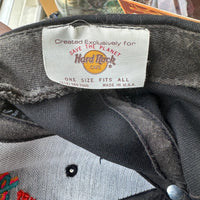 Created Exclusively for
SAVE THE PLANET
Hard Rock
CAFE
ONE SIZE FITS ALL
MADE IN U.S.A.